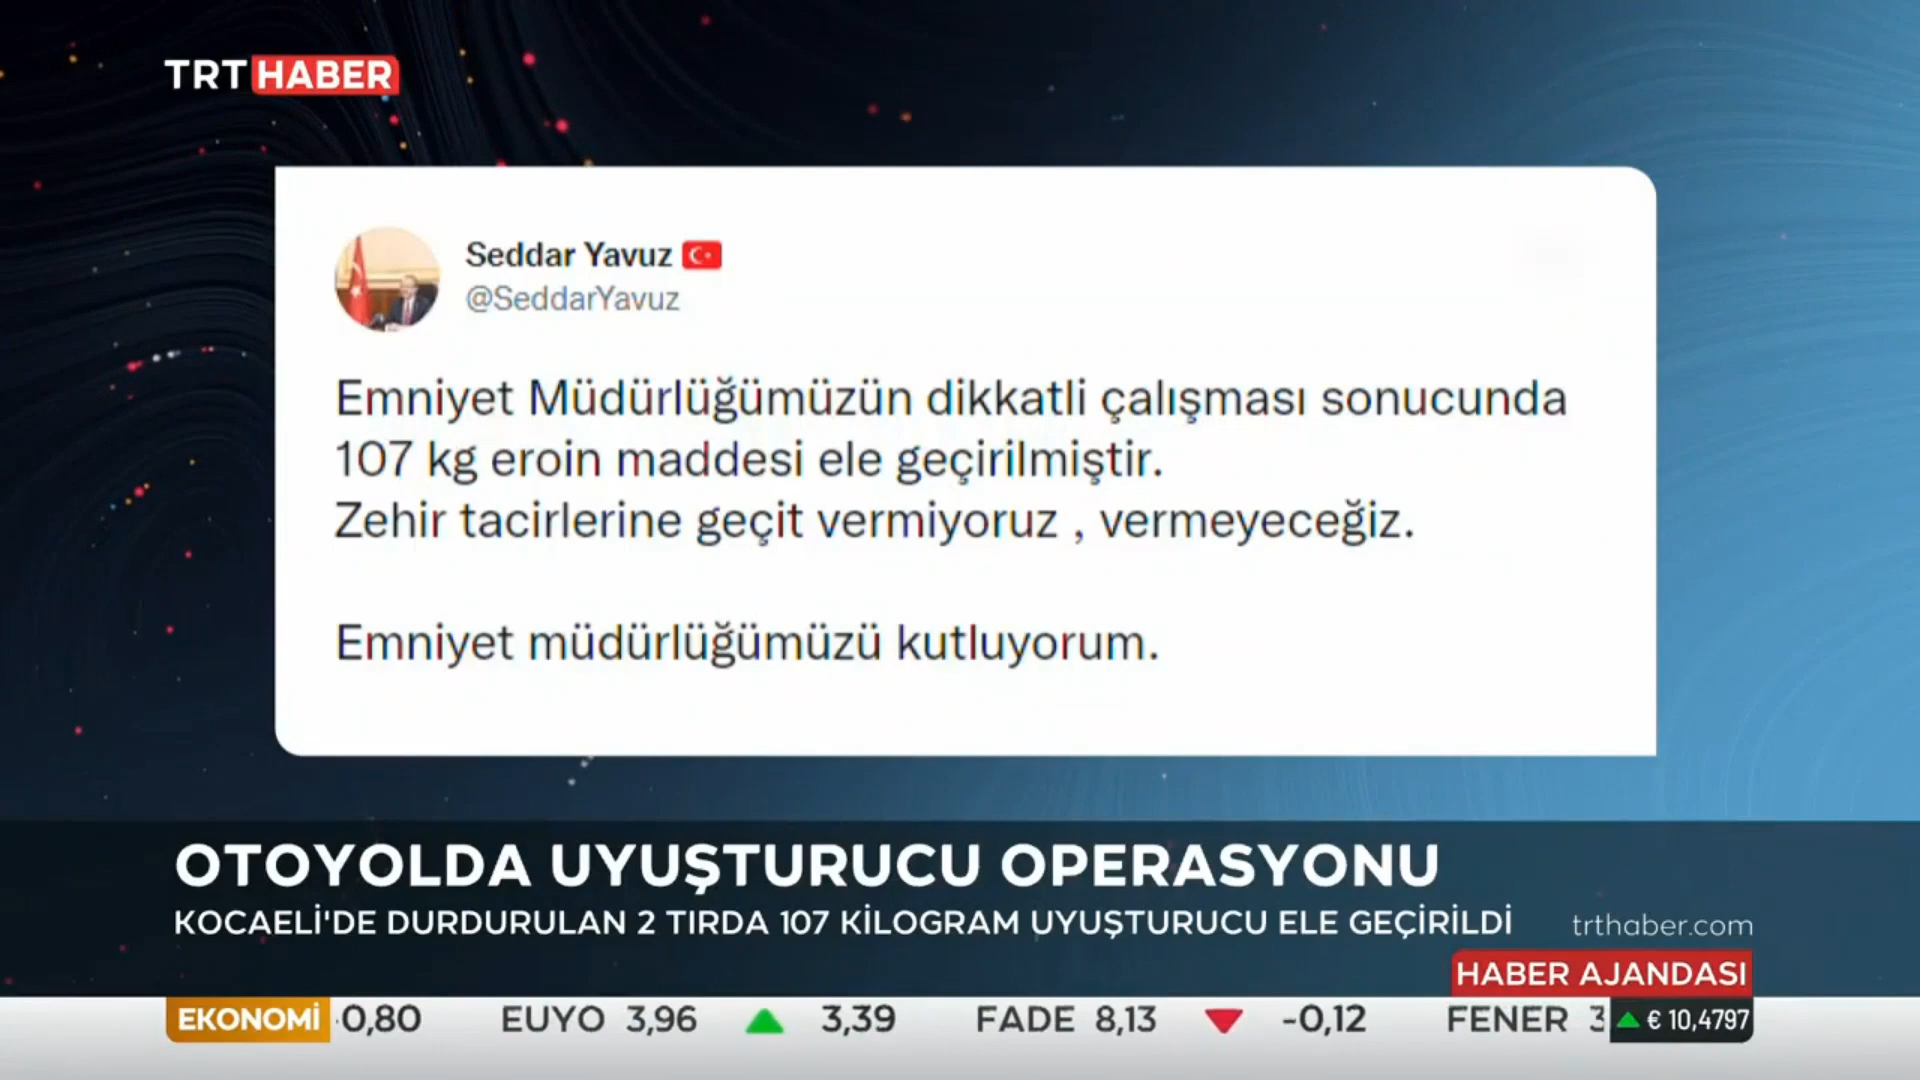 TRT HABER
Seddar Yavuz
@SeddarYavuz
Emniyet Müdürlüğümüzün dikkatli çalışması sonucunda
107 kg eroin maddesi ele geçirilmiştir.
Zehir tacirlerine geçit vermiyoruz , vermeyeceğiz.
Emniyet müdürlüğümüzü kutluyorum.
OTOYOLDA UYUŞTURUCU OPERASYONU
KOCAELİ'DE DURDURULAN 2 TIRDA 107 KİLOGRAM UYUŞTURUCU ELE GEÇİRİLDİ
trthaber.com
HABER AJANDASI
EKONOMİ -0,80 EUYO 3,96 ▲ 3,39 FADE 8,13 ▼ -0,12 FENER 3 ▲ € 10,4797